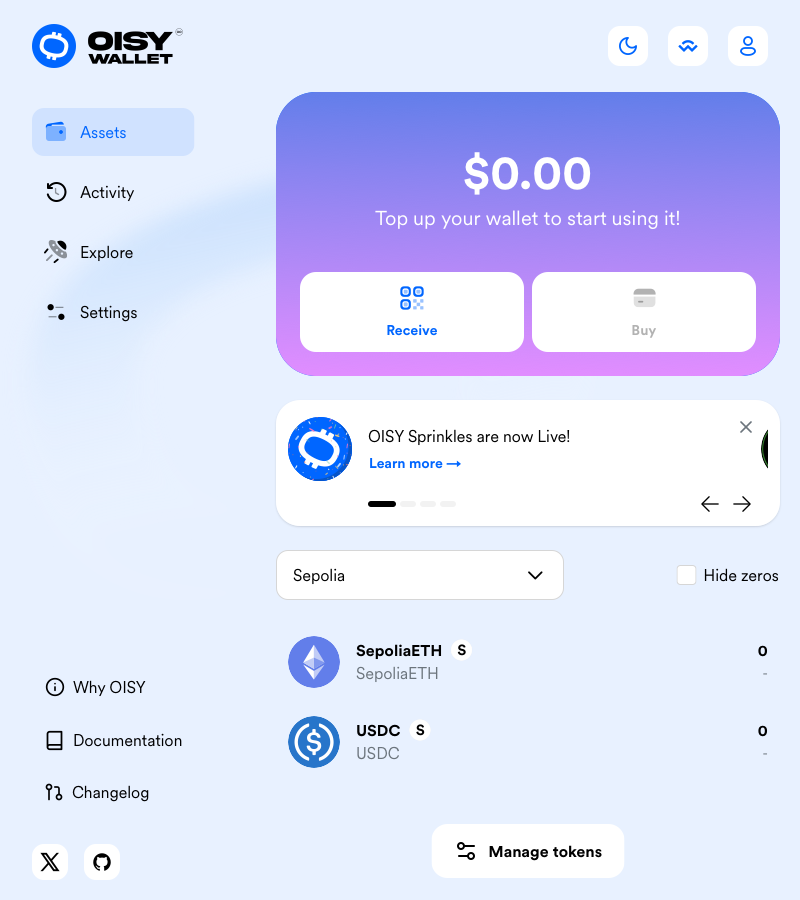 OISY
WALLET
Assets
Activity
Explore
Settings
$0.00
Top up your wallet to start using it!
Receive
Buy
OISY Sprinkles are now Live!
Learn more →
Sepolia
Hide zeros
SepoliaETH S
0
SepoliaETH
-
USDC S
0
USDC
-
Why OISY
Documentation
Changelog
Manage tokens